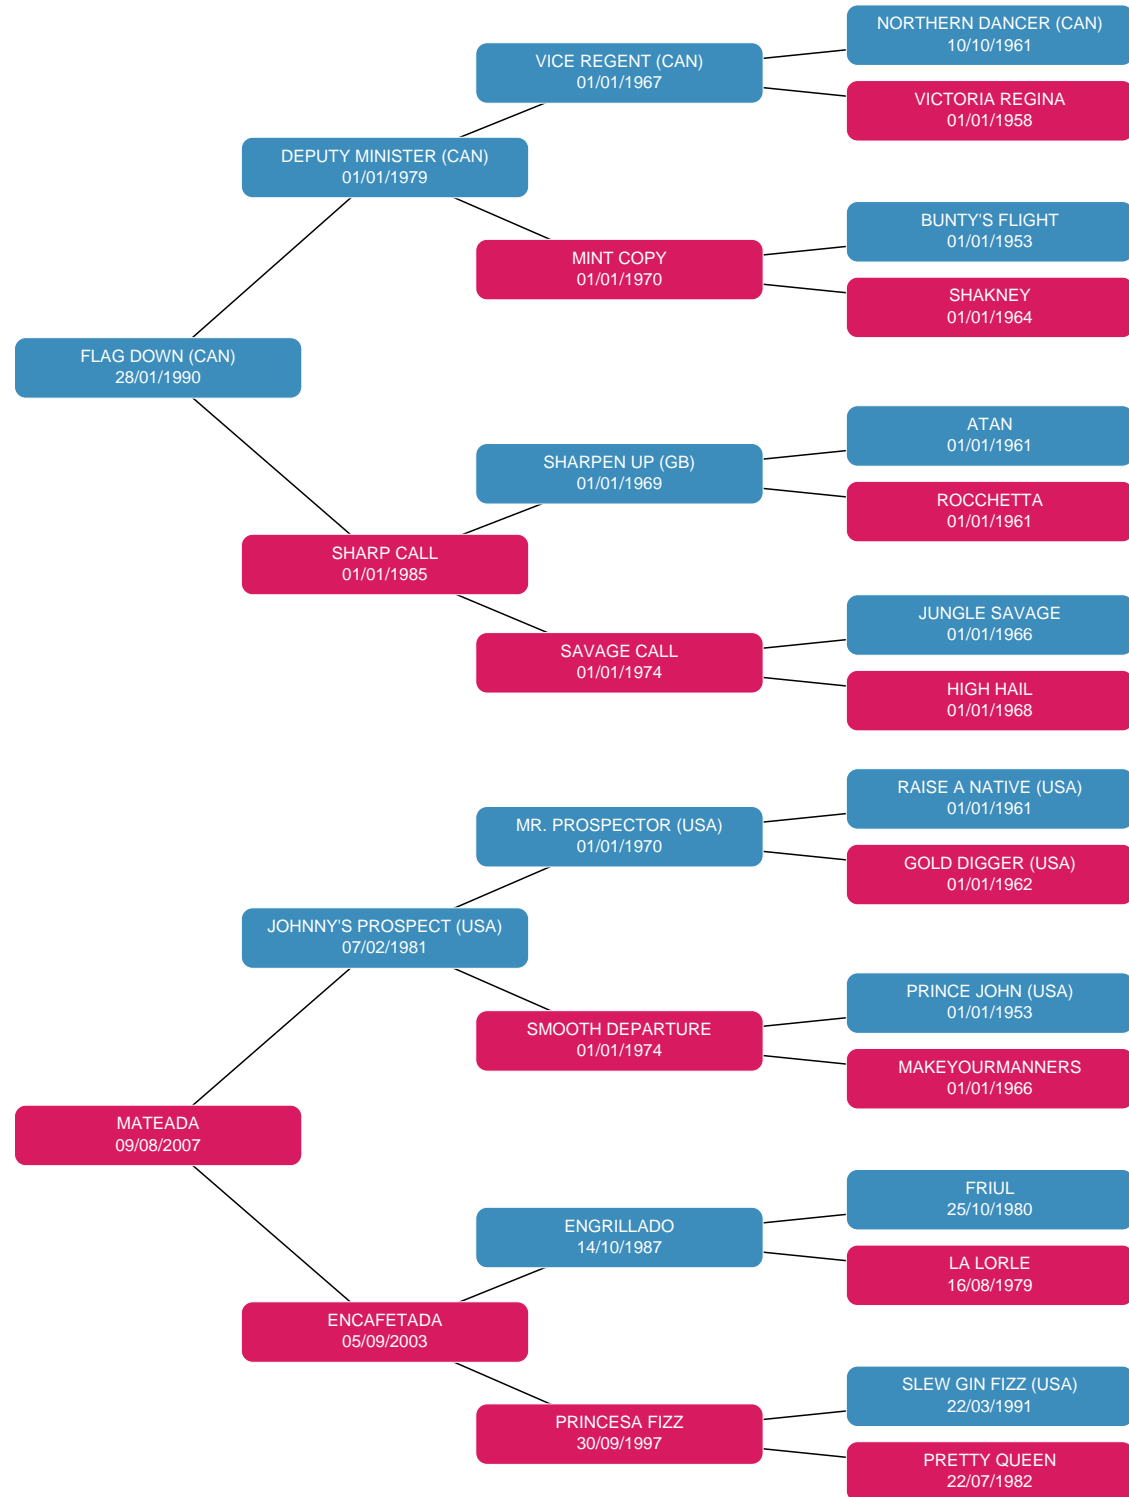 NORTHERN DANCER (CAN)
10/10/1961
VICE REGENT (CAN)
01/01/1967
VICTORIA REGINA
01/01/1958
DEPUTY MINISTER (CAN)
01/01/1979
BUNTY'S FLIGHT
01/01/1953
MINT COPY
01/01/1970
SHAKNEY
01/01/1964
FLAG DOWN (CAN)
28/01/1990
ATAN
01/01/1961
SHARPEN UP (GB)
01/01/1969
ROCCHETTA
01/01/1961
SHARP CALL
01/01/1985
JUNGLE SAVAGE
01/01/1966
SAVAGE CALL
01/01/1974
HIGH HAIL
01/01/1968
RAISE A NATIVE (USA)
01/01/1961
MR. PROSPECTOR (USA)
01/01/1970
GOLD DIGGER (USA)
01/01/1962
JOHNNY'S PROSPECT (USA)
07/02/1981
PRINCE JOHN (USA)
01/01/1953
SMOOTH DEPARTURE
01/01/1974
MAKEYOURMANNERS
01/01/1966
MATEADA
09/08/2007
FRIUL
25/10/1980
ENGRILLADO
14/10/1987
LA LORLE
16/08/1979
ENCAFETADA
05/09/2003
SLEW GIN FIZZ (USA)
22/03/1991
PRINCESA FIZZ
30/09/1997
PRETTY QUEEN
22/07/1982